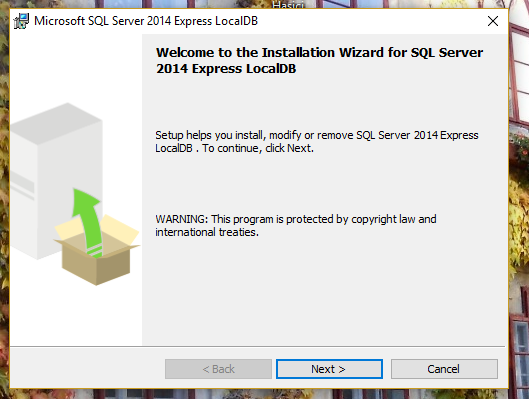 Hasici
Microsoft SQL Server 2014 Express LocalDB
Welcome to the Installation Wizard for SQL Server
2014 Express LocalDB
Setup helps you install, modify or remove SQL Server 2014 Express
LocalDB . To continue, click Next.
WARNING: This program is protected by copyright law and
international treaties.
< Back
Next >
Cancel